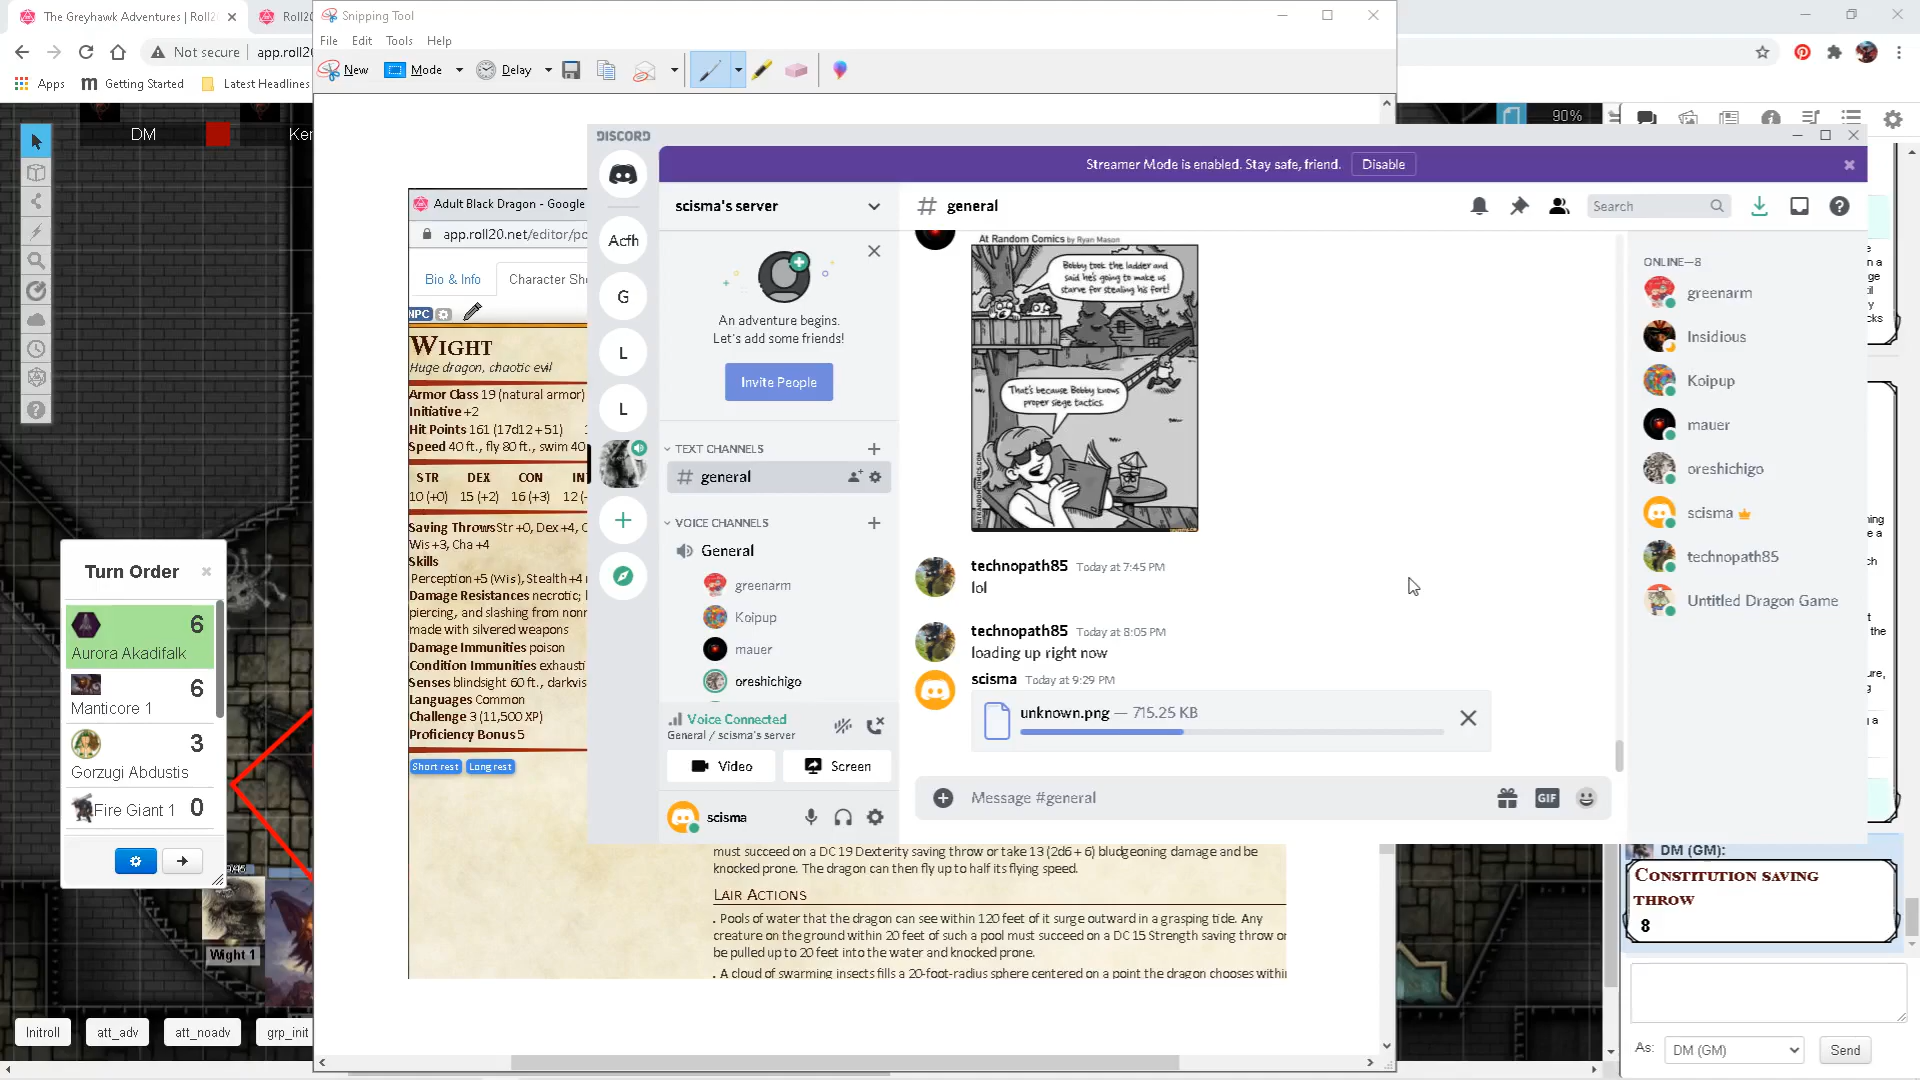 The Greyhawk Adventures | Roll2
Roll20
Not secure
app.roll20
Apps
Getting Started
Latest Headlines
DM
Snipping Tool
File Edit Tools Help
New
Mode
Delay
90%
Adult Black Dragon - Google
app.roll20.net/editor/po
Bio & Info
Character Sh
NPC
WIGHT
Huge dragon, chaotic evil
Armor Class 19 (natural armor)
Initiative +2
Hit Points 161 (17d12 + 51)
Speed 40 ft., fly 80 ft., swim 40
STR DEX CON IN
10 (+0) 15 (+2) 16 (+3) 12 (
Saving Throws Str +0, Dex +4, C
Wis +3, Cha +4
Skills
Perception +5 (Wis), Stealth +4
Damage Resistances necrotic;
piercing, and slashing from non
made with silvered weapons
Damage Immunities poison
Condition Immunities exhausti
Senses blindsight 60 ft., darkvis
Languages Common
Challenge 3 (11,500 XP)
Proficiency Bonus 5
Short rest
Long rest
must succeed on a DC 19 Dexterity saving throw or take 13 (2d6 + 6) bludgeoning damage and be
knocked prone. The dragon can then fly up to half its flying speed.
LAIR ACTIONS
. Pools of water that the dragon can see within 120 feet of it surge outward in a grasping tide. Any
creature on the ground within 20 feet of such a pool must succeed on a DC 15 Strength saving throw or
be pulled up to 20 feet into the water and knocked prone.
. A cloud of swarming insects fills a 20-foot-radius sphere centered on a point the dragon chooses within
DISCORD
Streamer Mode is enabled. Stay safe, friend.
Disable
Acfh
G
L
L
scisma's server
An adventure begins.
Let's add some friends!
Invite People
TEXT CHANNELS
general
VOICE CHANNELS
General
greenarm
Koipup
mauer
oreshichigo
Voice Connected
General / scisma's server
Video
Screen
scisma
# general
Search
At Random Comics by Ryan Mason
Bobby took the ladder and
said he's going to make us
starve for stealing his fort!
That's because Bobby knows
proper siege tactics.
technopath85 Today at 7:45 PM
lol
technopath85 Today at 8:05 PM
loading up right now
scisma Today at 9:29 PM
unknown.png — 715.25 KB
Message #general
GIF
ONLINE—8
greenarm
Insidious
Koipup
mauer
oreshichigo
scisma
technopath85
Untitled Dragon Game
Turn Order
6
Aurora Akadifalk
6
Manticore 1
3
Gorzugi Abdustis
Fire Giant 1 0
Wight 1
Initroll
att_adv
att_noadv
grp_init
DM (GM):
CONSTITUTION SAVING
THROW
8
As:
DM (GM)
Send